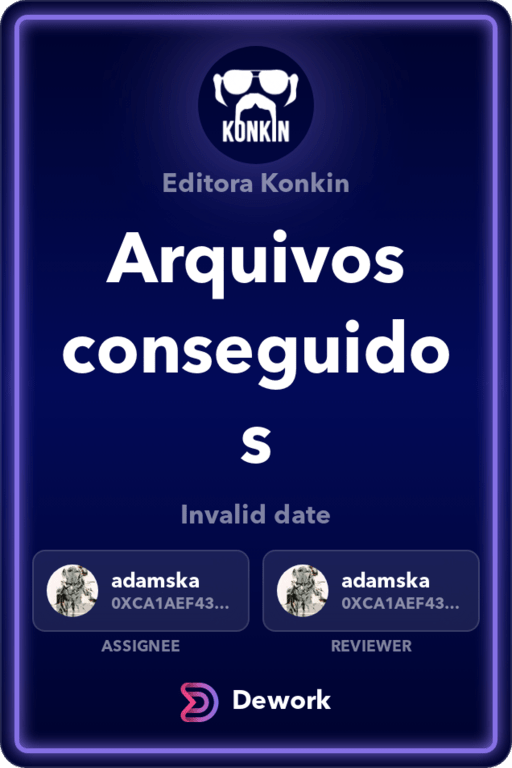 KONKIN
Editora Konkin
Arquivos
conseguido
s
Invalid date
adamska
0XCA1AEF43...
adamska
0XCA1AEF43...
ASSIGNEE
REVIEWER
Dework